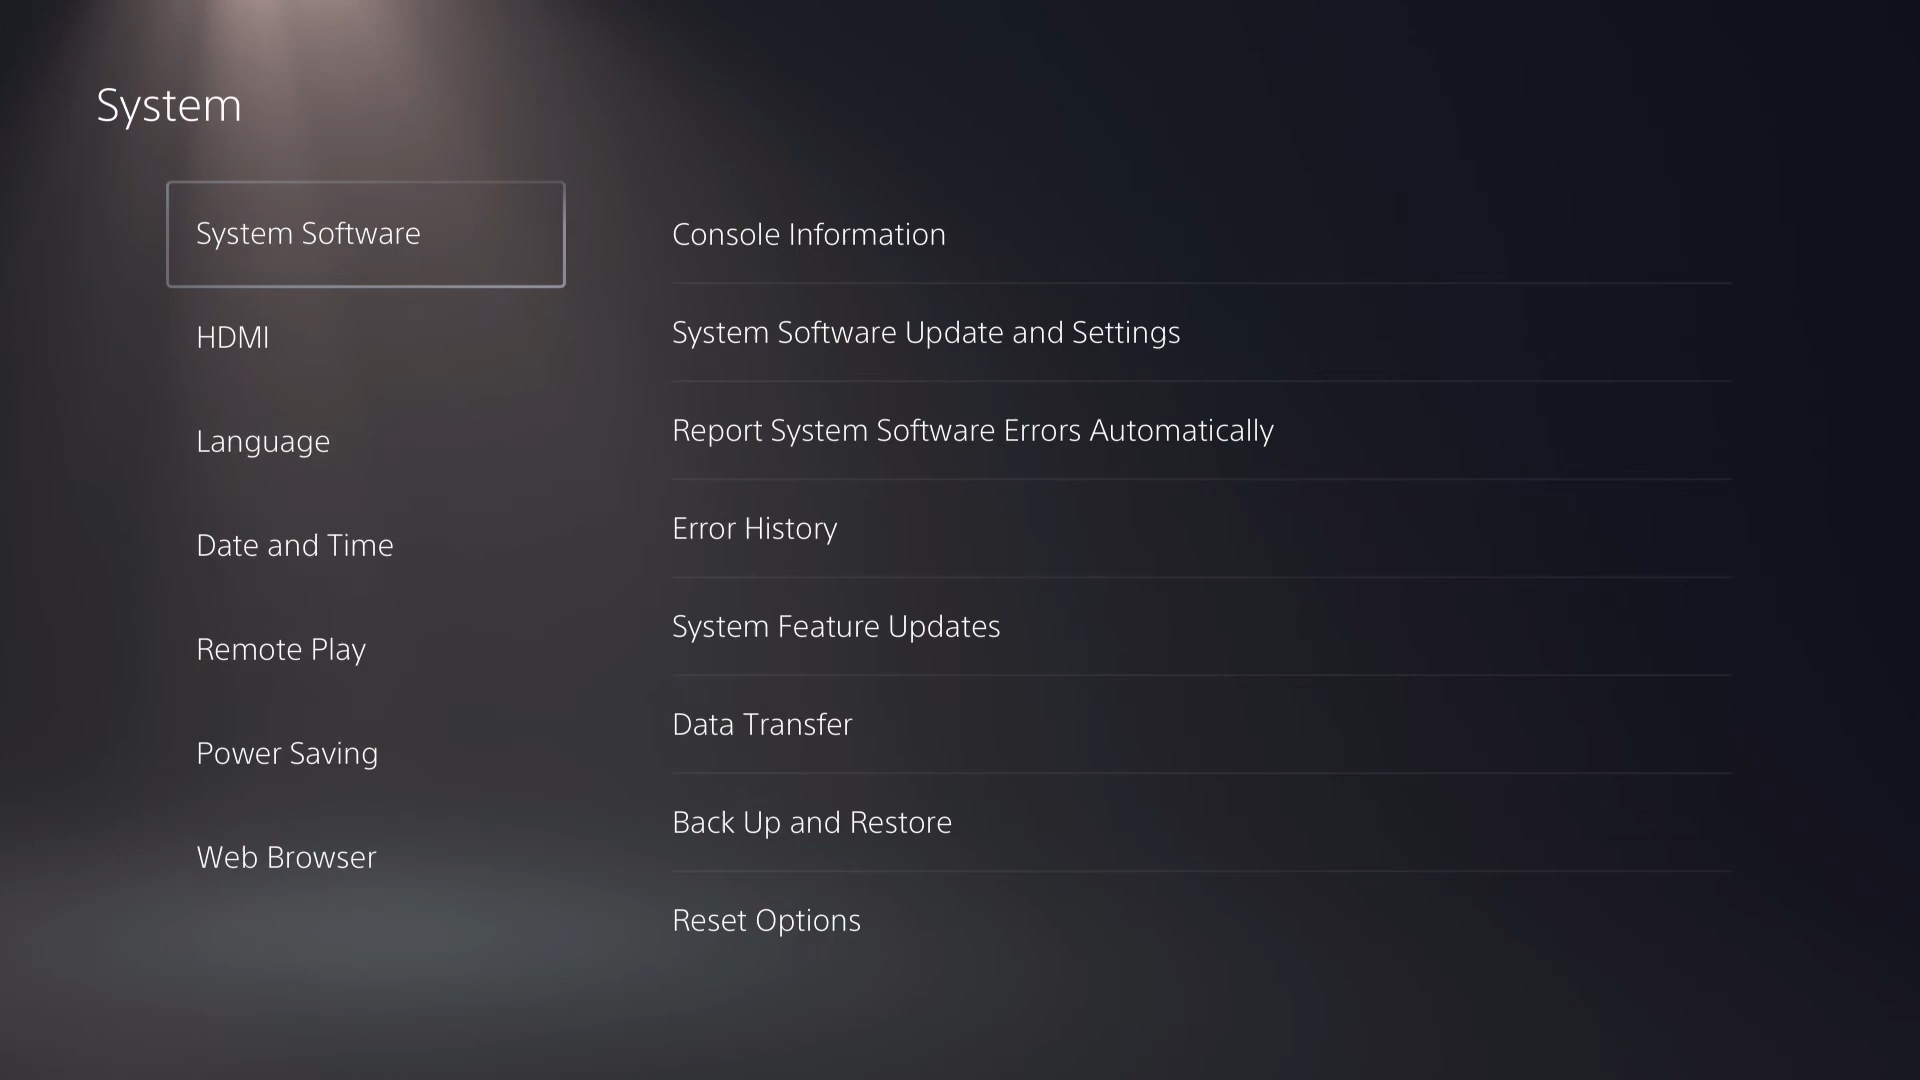 System
System Software
HDMI
Language
Date and Time
Remote Play
Power Saving
Web Browser
Console Information
System Software Update and Settings
Report System Software Errors Automatically
Error History
System Feature Updates
Data Transfer
Back Up and Restore
Reset Options